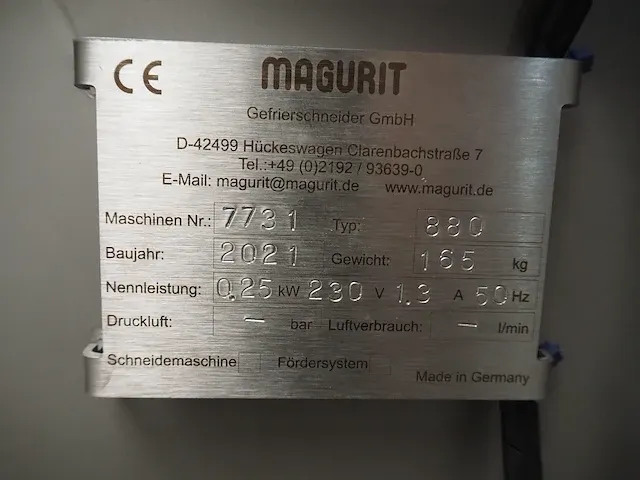 CE MAGURIT
Gefrierschneider GmbH
D-42499 Hückeswagen Clarenbachstraße 7
Tel.:+49 (0)2192 / 93639-0
E-Mail: magurit@magurit.de www.magurit.de
Maschinen Nr.: 7731 Typ: 880
Baujahr: 2021 Gewicht: 165 kg
Nennleistung: 0.25 kW 230 V 1.3 A 50 Hz
Druckluft: – bar Luftverbrauch: – l/min
Schneidemaschine Fördersystem
Made in Germany